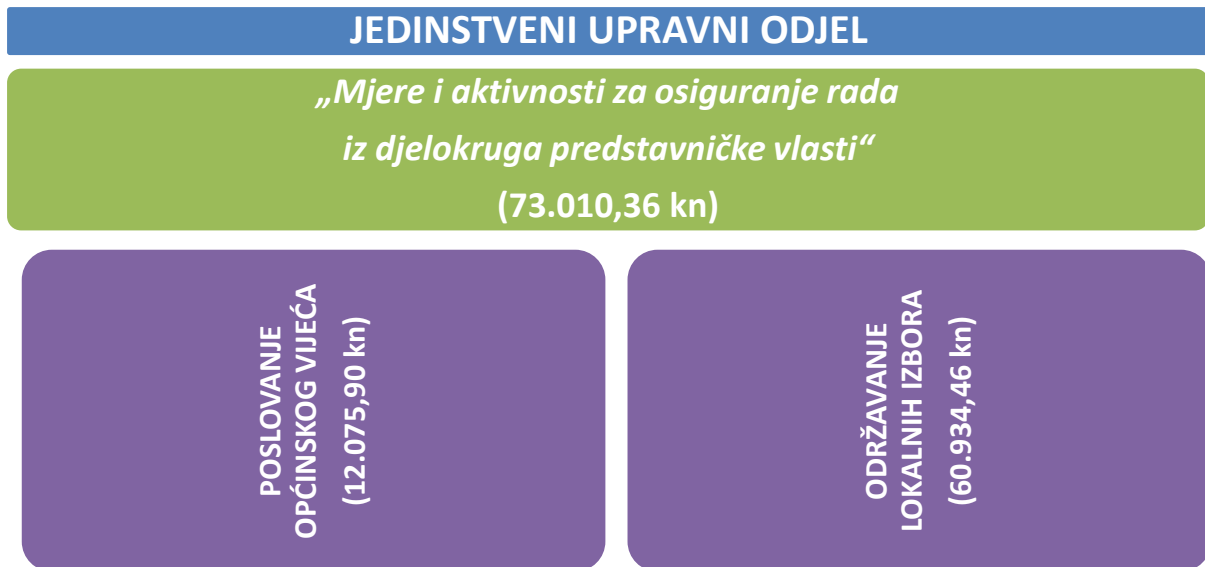 JEDINSTVENI UPRAVNI ODJEL
„Mjere i aktivnosti za osiguranje rada
iz djelokruga predstavničke vlasti“
(73.010,36 kn)
POSLOVANJE
OPĆINSKOG VIJEĆA
(12.075,90 kn)
ODRŽAVANJE
LOKALNIH IZBORA
(60.934,46 kn)